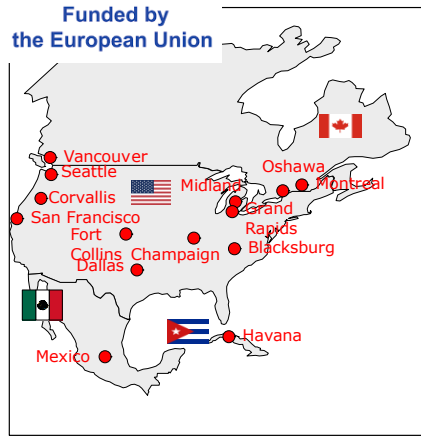 Funded by
the European Union
Vancouver
Seattle
Oshawa
Midland
Montreal
Corvallis
Grand
Rapids
San Francisco
Fort
Collins
Champaign
Blacksburg
Dallas
Havana
Mexico